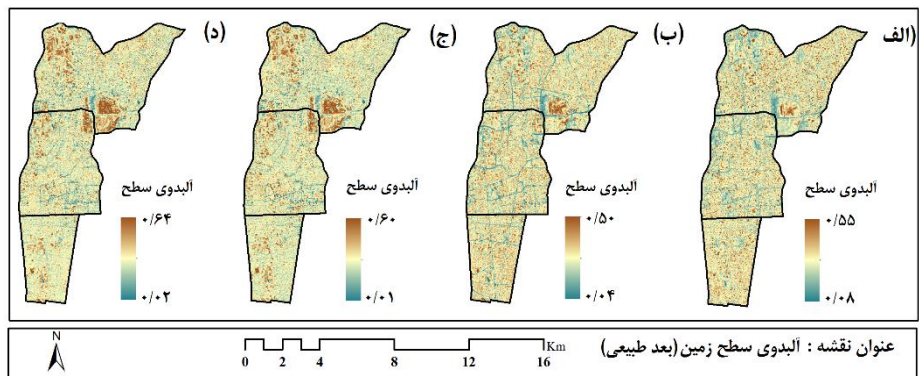 (الف
(ب)
(ج)
(د)
آلبدوی سطح
۰/۵۵
۰/۰۸
آلبدوی سطح
۰/۵۰
۰/۰۴
آلبدوی سطح
۰/۶۰
۰/۰۱
آلبدوی سطح
۰/۶۴
۰/۰۲
عنوان نقشه : آلبدوی سطح زمین (بعد طبیعی)
Km
0 2 4 8 12 16
N